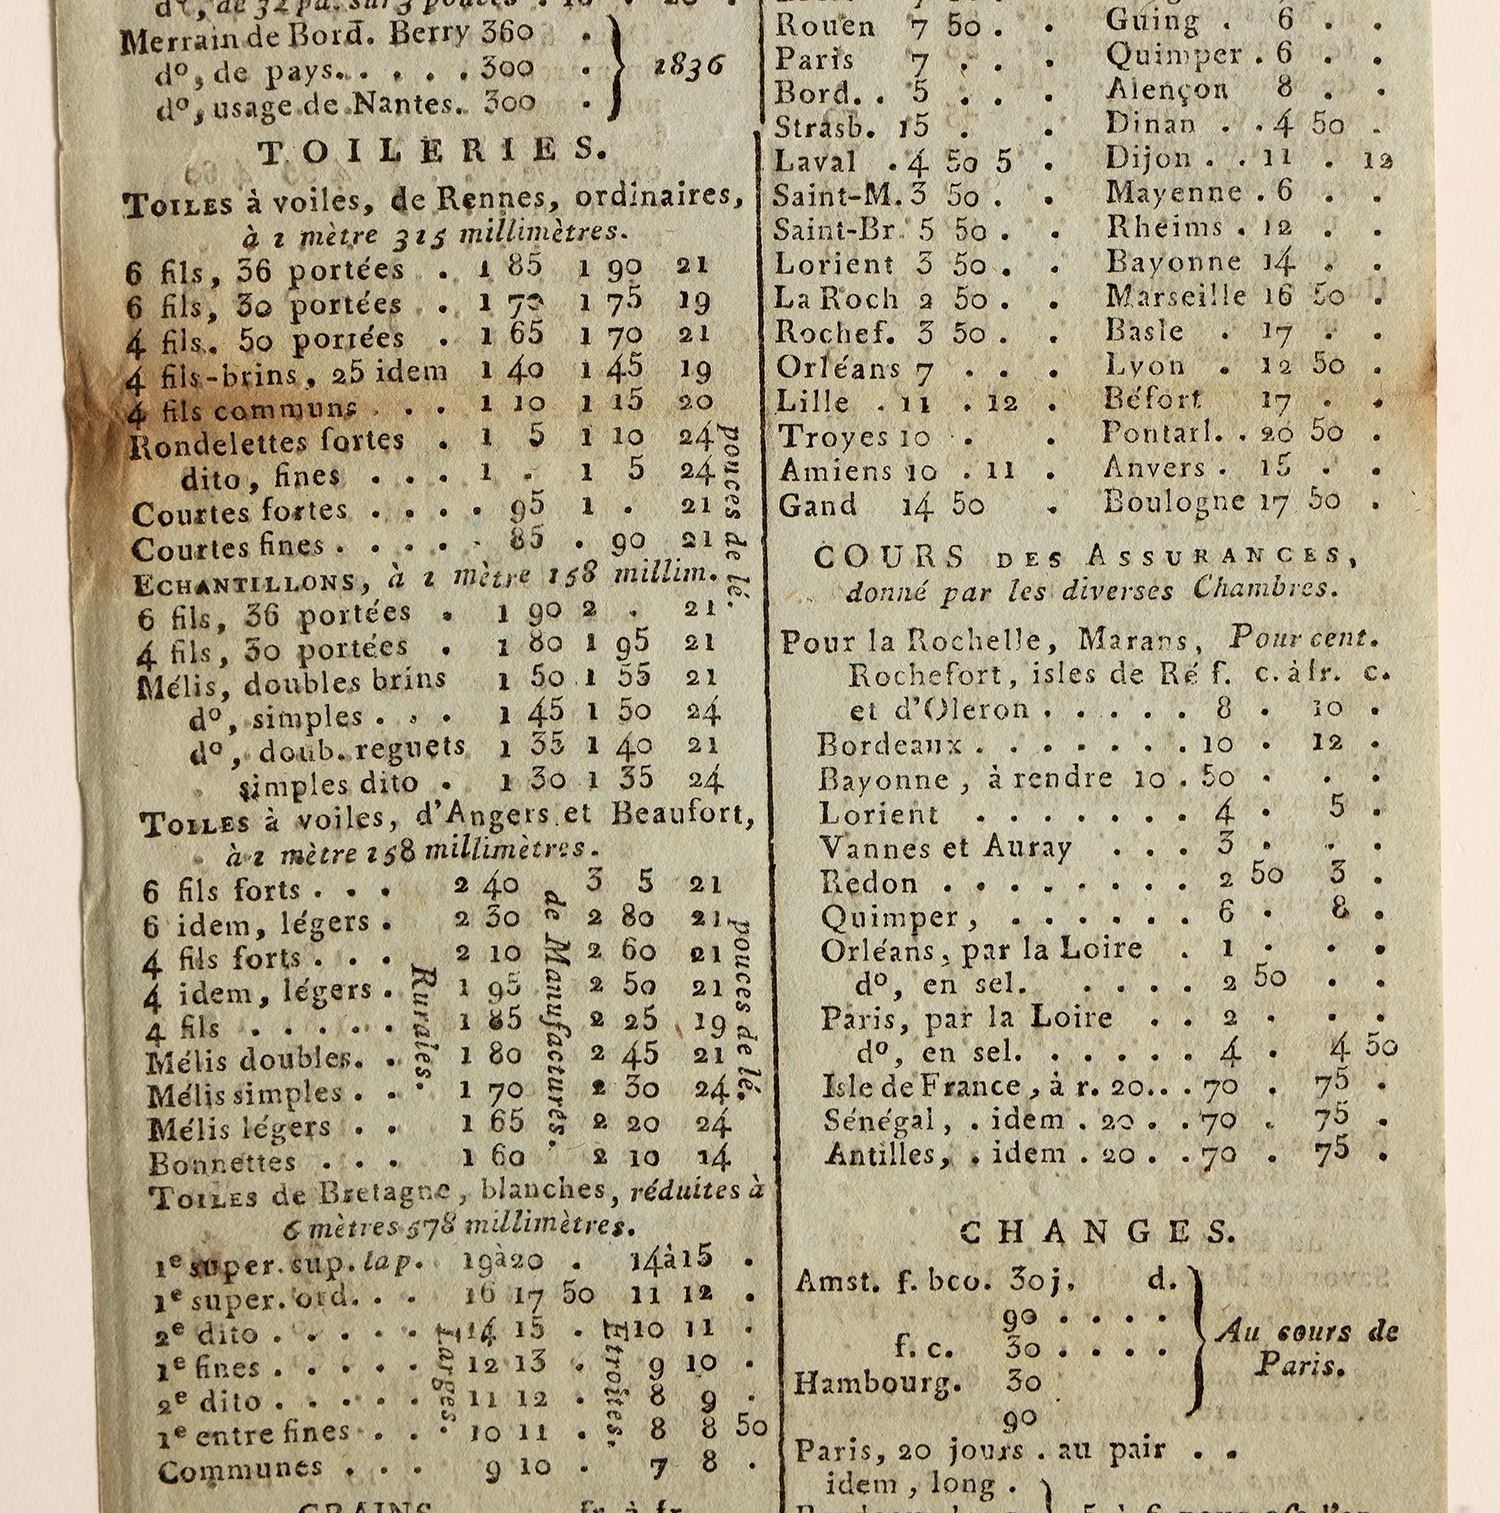 Merrain de Bord. Berry 360 .
d°, de pays. . . . . 300 . } 1836
d°, usage de Nantes. 300 .
TOILERIES.
TOILES à voiles, de Rennes, ordinaires,
à 1 mètre 315 millimètres.
6 fils, 36 portées . 1 85 1 90 21
6 fils, 30 portées . 1 70 1 75 19
4 fils. 50 portées . 1 65 1 70 21
4 fils-brins, 25 idem 1 40 1 45 19
4 fils communs . . . 1 10 1 15 20
Rondelettes fortes . 1 5 1 10 24
dito, fines . . . . 1 . 1 5 24
Courtes fortes . . . . . 95 1 . 21
Courtes fines . . . . . 85 . 90 21
pouces de lé.
ECHANTILLONS, à 1 mètre 158 millim.
6 fils, 36 portées . 1 90 2 . 21
4 fils, 30 portées . 1 80 1 95 21
Mélis, doubles brins 1 50 1 55 21
d°, simples . . . 1 45 1 50 24
d°, doub. reguets 1 35 1 40 21
simples dito . 1 30 1 35 24
TOILES à voiles, d'Angers et Beaufort,
à 1 mètre 158 millimètres.
6 fils forts . . . 2 40 3 5 21
6 idem, légers . 2 30 2 80 21
4 fils forts . . . 2 10 2 60 21
4 idem, légers . 1 95 2 50 21
4 fils . . . . . 1 85 2 25 19
Mélis doubles. . 1 80 2 45 21
Mélis simples . . 1 70 2 30 24
Mélis légers . . 1 65 2 20 24
Bonnettes . . . 1 60 2 10 14
Rurales.
de Manufactures.
pouces de lé.
TOILES de Bretagne, blanches, réduites à
6 mètres 578 millimètres.
1e super. sup. lap. 19à20 . 14à15 .
1e super. ord. . . 16 17 50 11 12 .
2e dito . . . . . 14 15 . 10 11 .
1e fines . . . . . 12 13 . 9 10 .
2e dito . . . . . 11 12 . 8 9 .
1e entre fines . . . 10 11 . 8 8 50
Communes . . . 9 10 . 7 8 .
Larges.
Etroites.
Rouen 7 50 . .
Paris 7 . . .
Bord. . 5 . . .
Strasb. 15 . .
Laval . 4 50 5 .
Saint-M. 3 50 . .
Saint-Br. 5 50 . .
Lorient 3 50 . .
La Roch 2 50 . .
Rochef. 3 50 . .
Orléans 7 . . .
Lille . 11 . 12 .
Troyes 10 . .
Amiens 10 . 11 .
Gand 14 50 .
Guing . 6 . .
Quimper . 6 . .
Alençon 8 . .
Dinan . . 4 50 .
Dijon . . 11 . 12
Mayenne . 6 . .
Rheims . 12 . .
Bayonne 14 . .
Marseille 16 50 .
Basle . 17 . .
Lyon . 12 50 .
Béfort 17 . .
Pontarl. . 20 50 .
Anvers . 15 . .
Boulogne 17 50 .
COURS DES ASSURANCES,
donné par les diverses Chambres.
Pour la Rochelle, Marans, Pour cent.
Rochefort, isles de Ré f. c. à fr. c.
et d'Oleron . . . . . 8 . 10 .
Bordeaux . . . . . . . 10 . 12 .
Bayonne, à rendre 10 . 50 . . .
Lorient . . . . . . . 4 . 5 .
Vannes et Auray . . . 3 . . .
Redon . . . . . . . . 2 50 3 .
Quimper, . . . . . . 6 . 8 .
Orléans, par la Loire . 1 . . .
d°, en sel. . . . . 2 50 . .
Paris, par la Loire . . 2 . . .
d°, en sel. . . . . . 4 . 4 50
Isle de France, à r. 20. . . 70 . 75 .
Sénégal, . idem . 20 . . 70 . 75 .
Antilles, . idem . 20 . . 70 . 75 .
CHANGES.
Amst. f. bco. 30 j. d.
90 . . . .
f. c. 30 . . . .
Hambourg. 30
90
Au cours de
Paris.
Paris, 20 jours . au pair . .
idem, long .